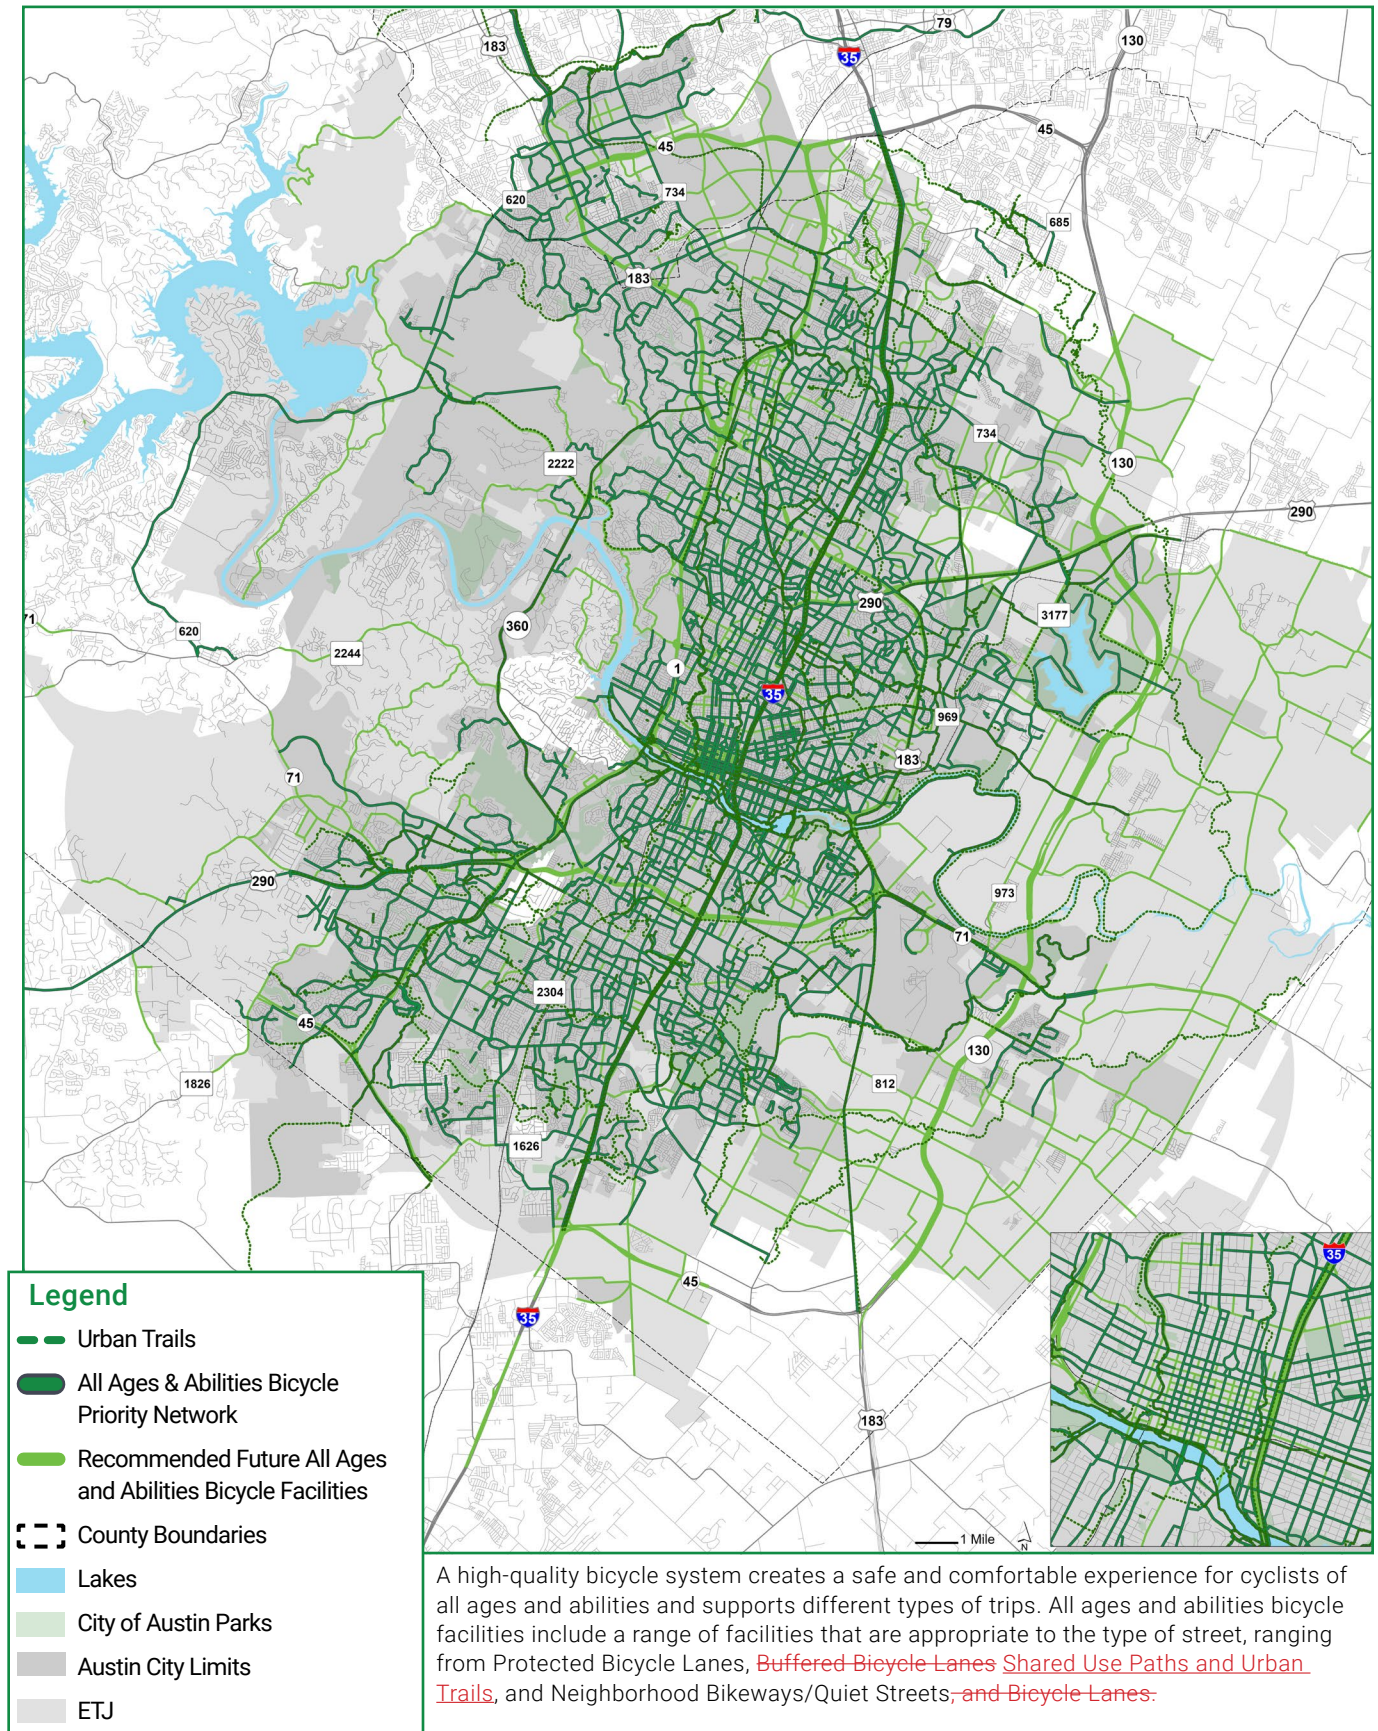 183
79
35
130
45
45
620
734
685
183
734
2222
130
290
71
620
2244
360
290
3177
1
35
969
183
71
290
973
71
2304
45
130
1826
812
1626
45
35
183
35
1 Mile
N
Legend
Urban Trails
All Ages & Abilities Bicycle
Priority Network
Recommended Future All Ages
and Abilities Bicycle Facilities
County Boundaries
Lakes
City of Austin Parks
Austin City Limits
ETJ
A high-quality bicycle system creates a safe and comfortable experience for cyclists of
all ages and abilities and supports different types of trips. All ages and abilities bicycle
facilities include a range of facilities that are appropriate to the type of street, ranging
from Protected Bicycle Lanes, Buffered Bicycle Lanes Shared Use Paths and Urban
Trails, and Neighborhood Bikeways/Quiet Streets, and Bicycle Lanes.